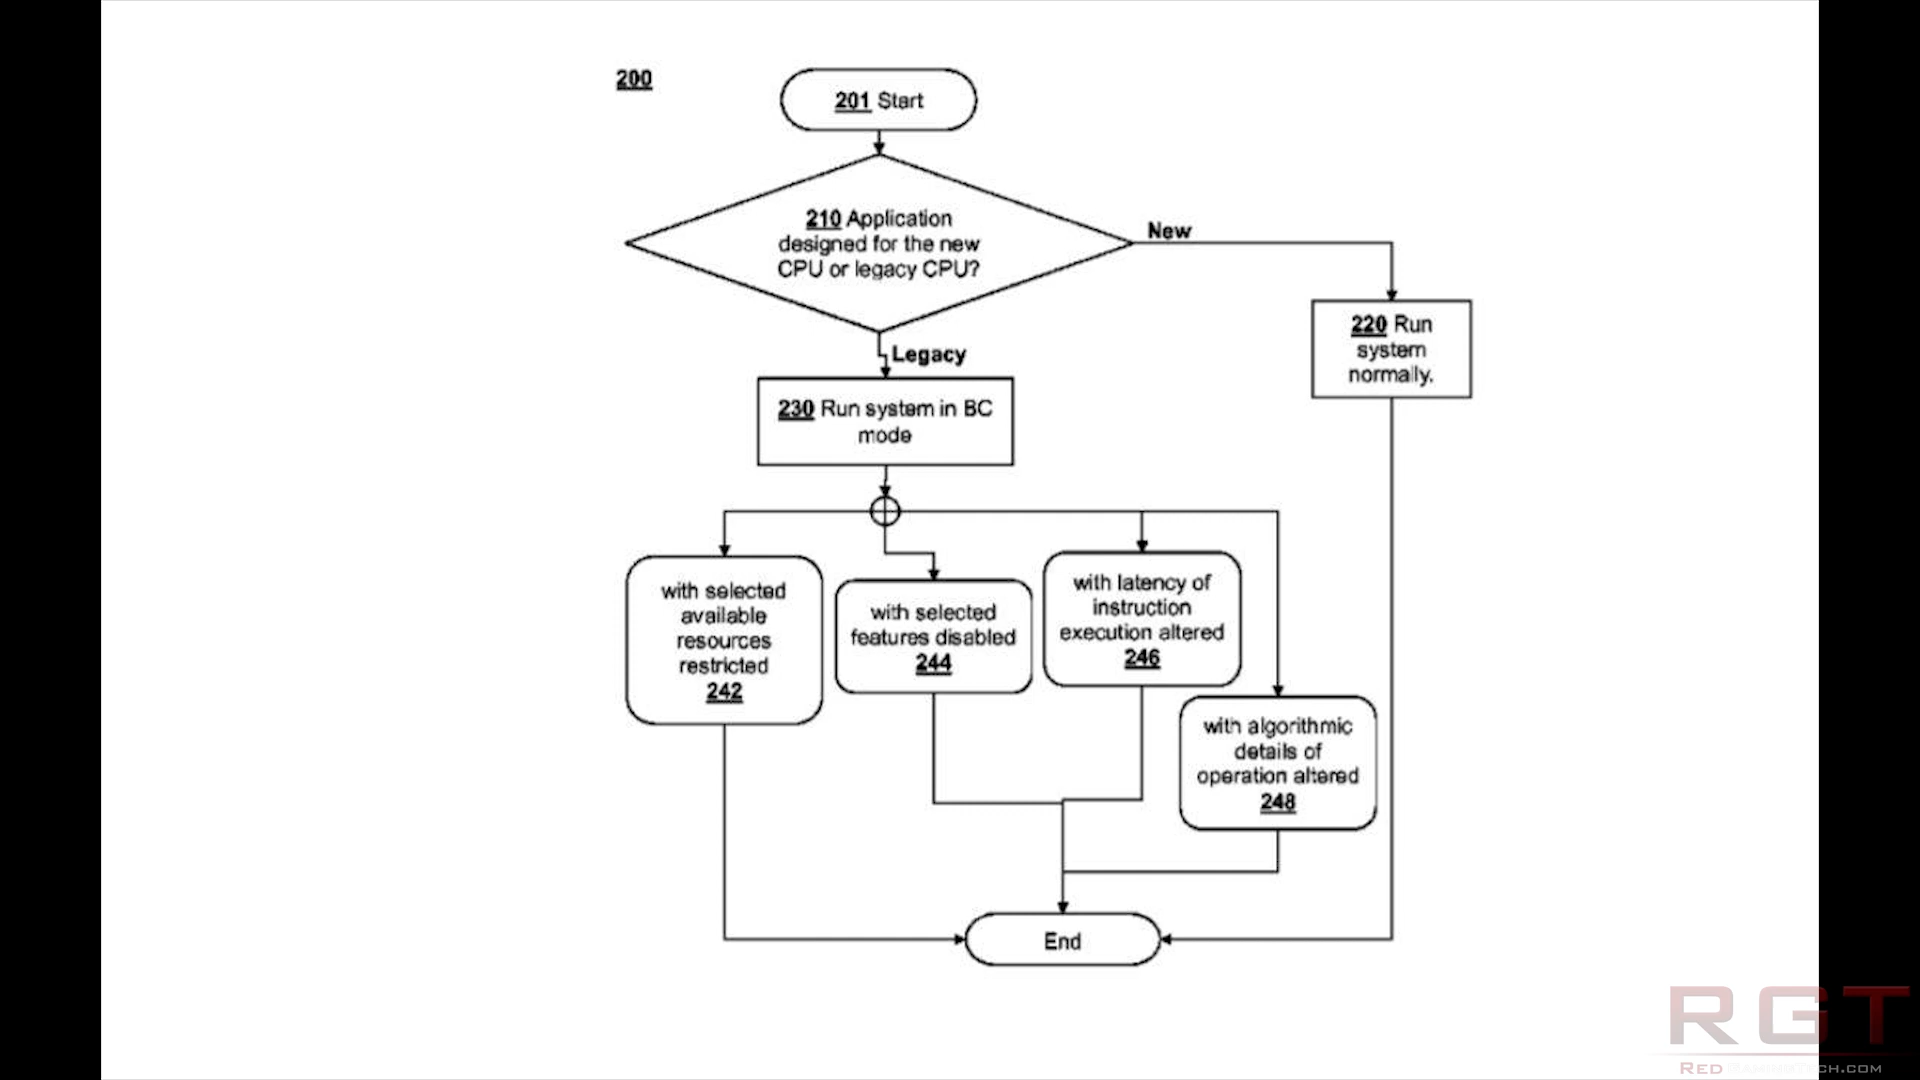 200
201 Start
210 Application
designed for the new
CPU or legacy CPU?
New
220 Run
system
normally.
Legacy
230 Run system in BC
mode
with selected
available
resources
restricted
242
with selected
features disabled
244
with latency of
instruction
execution altered
246
with algorithmic
details of
operation altered
248
End
RGT
RedGamingTech.com